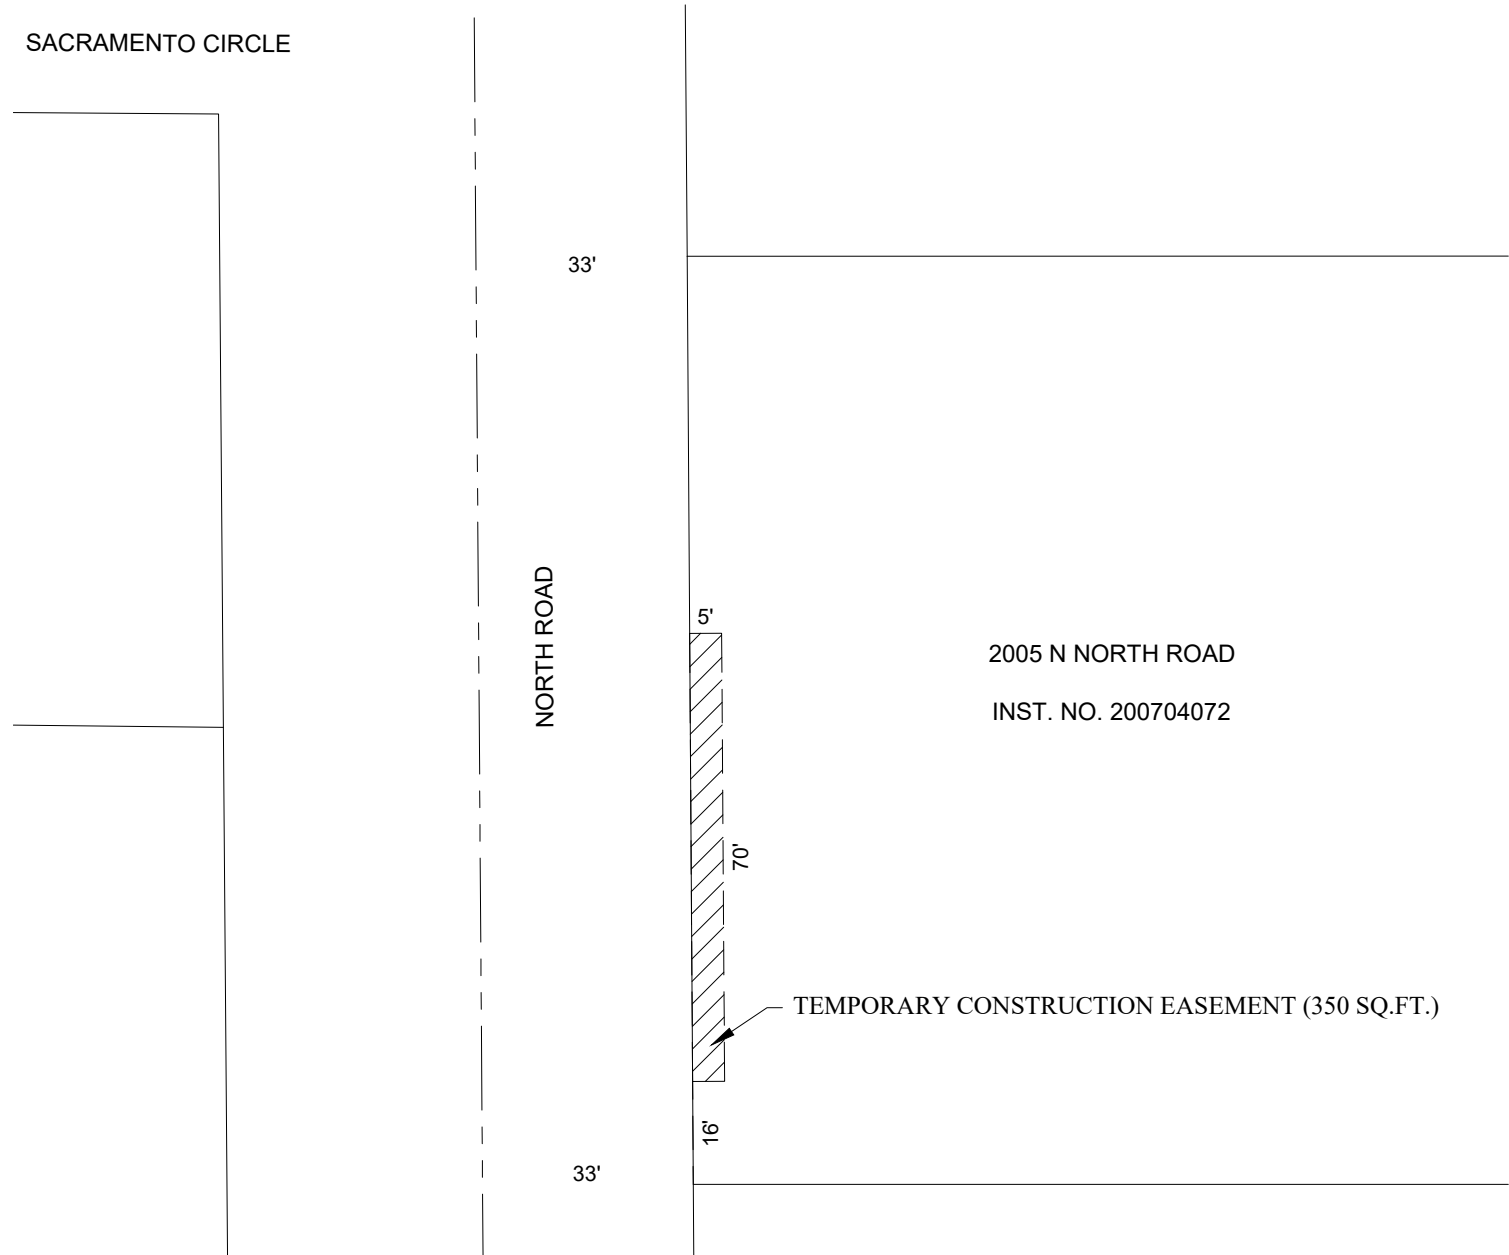 SACRAMENTO CIRCLE
33'
NORTH ROAD
5'
2005 N NORTH ROAD
INST. NO. 200704072
70'
TEMPORARY CONSTRUCTION EASEMENT (350 SQ.FT.)
16'
33'